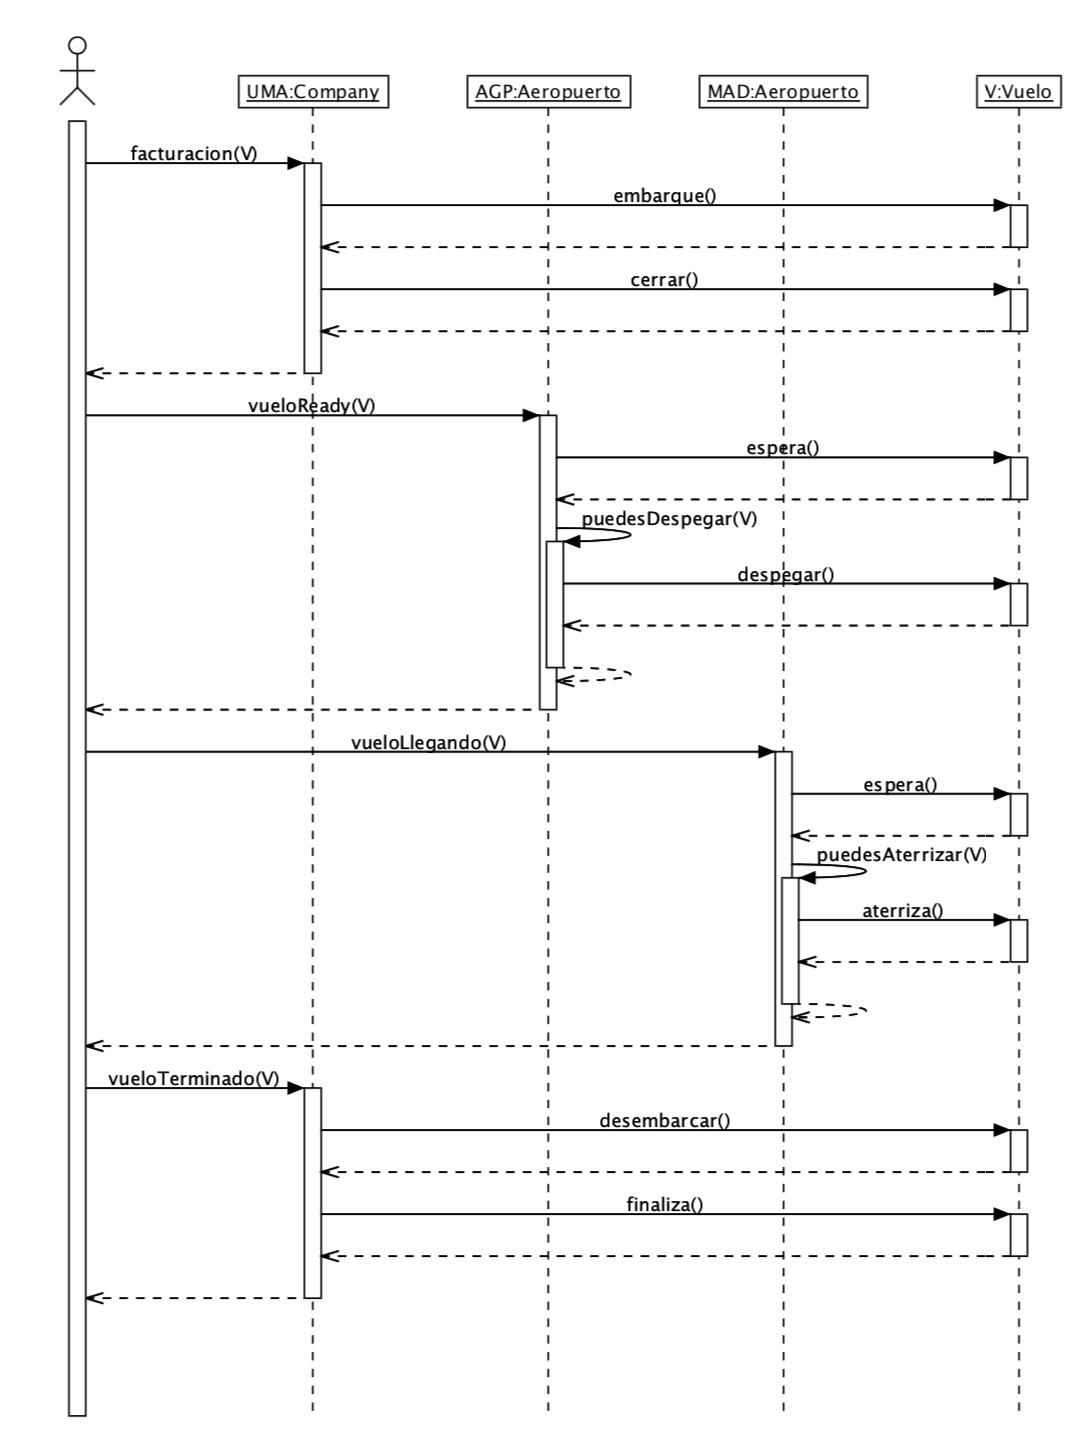 UMA:Company
AGP:Aeropuerto
MAD:Aeropuerto
V:Vuelo
facturacion(V)
embarque()
cerrar()
vueloReady(V)
espera()
puedesDespegar(V)
despegar()
vueloLlegando(V)
espera()
puedesAterrizar(V)
aterriza()
vueloTerminado(V)
desembarcar()
finaliza()